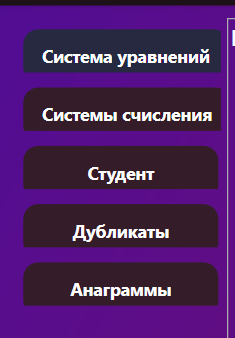 Система уравнений
Системы счисления
Студент
Дубликаты
Анаграммы